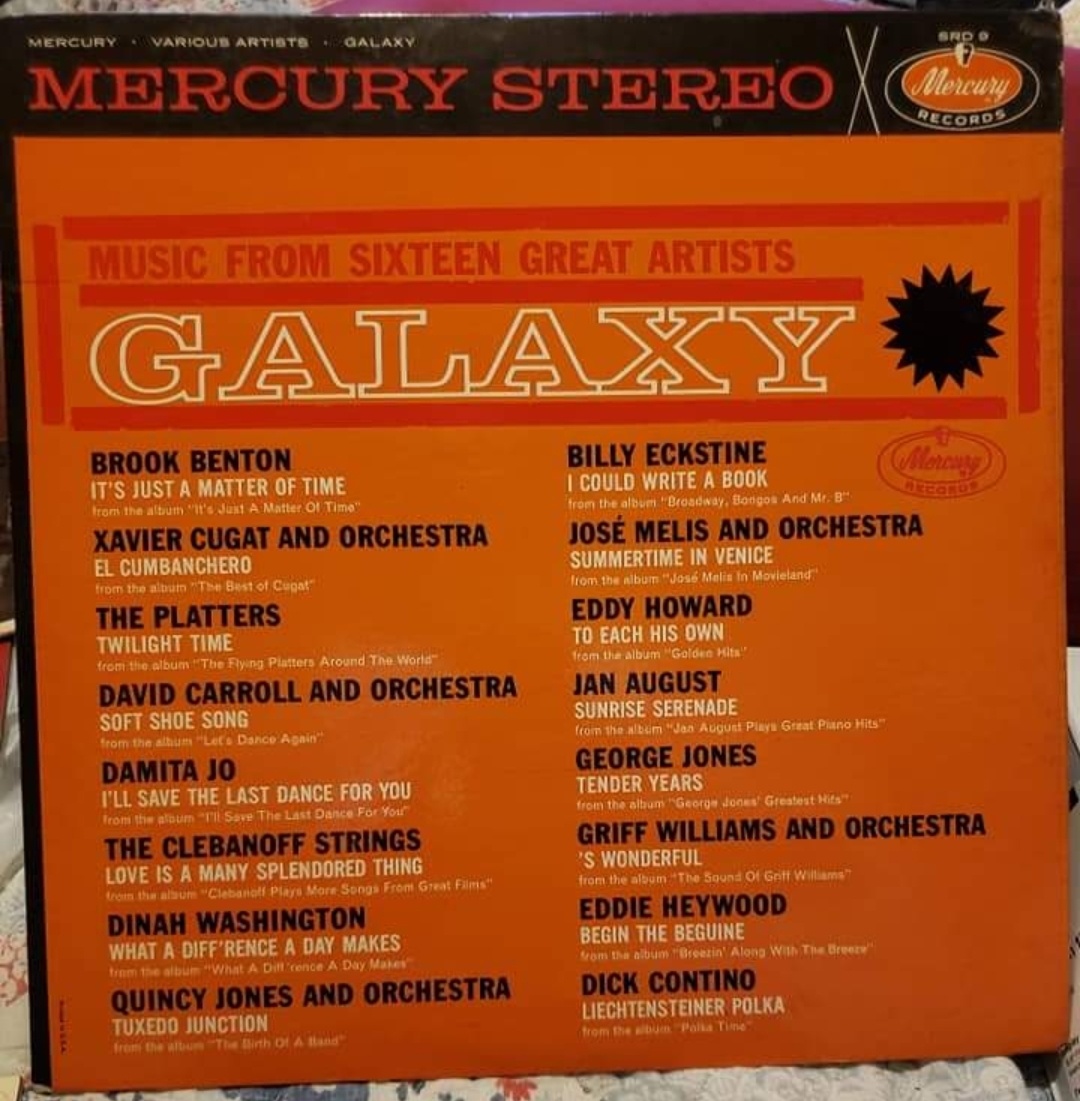 MERCURY · VARIOUS ARTISTS · GALAXY
MERCURY STEREO
SRD 9
Mercury
RECORDS
MUSIC FROM SIXTEEN GREAT ARTISTS
GALAXY
Mercury
RECORDS
BROOK BENTON
IT'S JUST A MATTER OF TIME
from the album "It's Just A Matter Of Time"
XAVIER CUGAT AND ORCHESTRA
EL CUMBANCHERO
from the album "The Best of Cugat"
THE PLATTERS
TWILIGHT TIME
from the album "The Flying Platters Around The World"
DAVID CARROLL AND ORCHESTRA
SOFT SHOE SONG
from the album "Let's Dance Again"
DAMITA JO
I'LL SAVE THE LAST DANCE FOR YOU
from the album "I'll Save The Last Dance For You"
THE CLEBANOFF STRINGS
LOVE IS A MANY SPLENDORED THING
from the album "Clebanoff Plays More Songs From Great Films"
DINAH WASHINGTON
WHAT A DIFF'RENCE A DAY MAKES
from the album "What A Diff'rence A Day Makes"
QUINCY JONES AND ORCHESTRA
TUXEDO JUNCTION
from the album "The Birth Of A Band"
BILLY ECKSTINE
I COULD WRITE A BOOK
from the album "Broadway, Bongos And Mr. B"
JOSÉ MELIS AND ORCHESTRA
SUMMERTIME IN VENICE
from the album "José Melis In Movieland"
EDDY HOWARD
TO EACH HIS OWN
from the album "Golden Hits"
JAN AUGUST
SUNRISE SERENADE
from the album "Jan August Plays Great Piano Hits"
GEORGE JONES
TENDER YEARS
from the album "George Jones' Greatest Hits"
GRIFF WILLIAMS AND ORCHESTRA
'S WONDERFUL
from the album "The Sound Of Griff Williams"
EDDIE HEYWOOD
BEGIN THE BEGUINE
from the album "Breezin' Along With The Breeze"
DICK CONTINO
LIECHTENSTEINER POLKA
from the album "Polka Time"